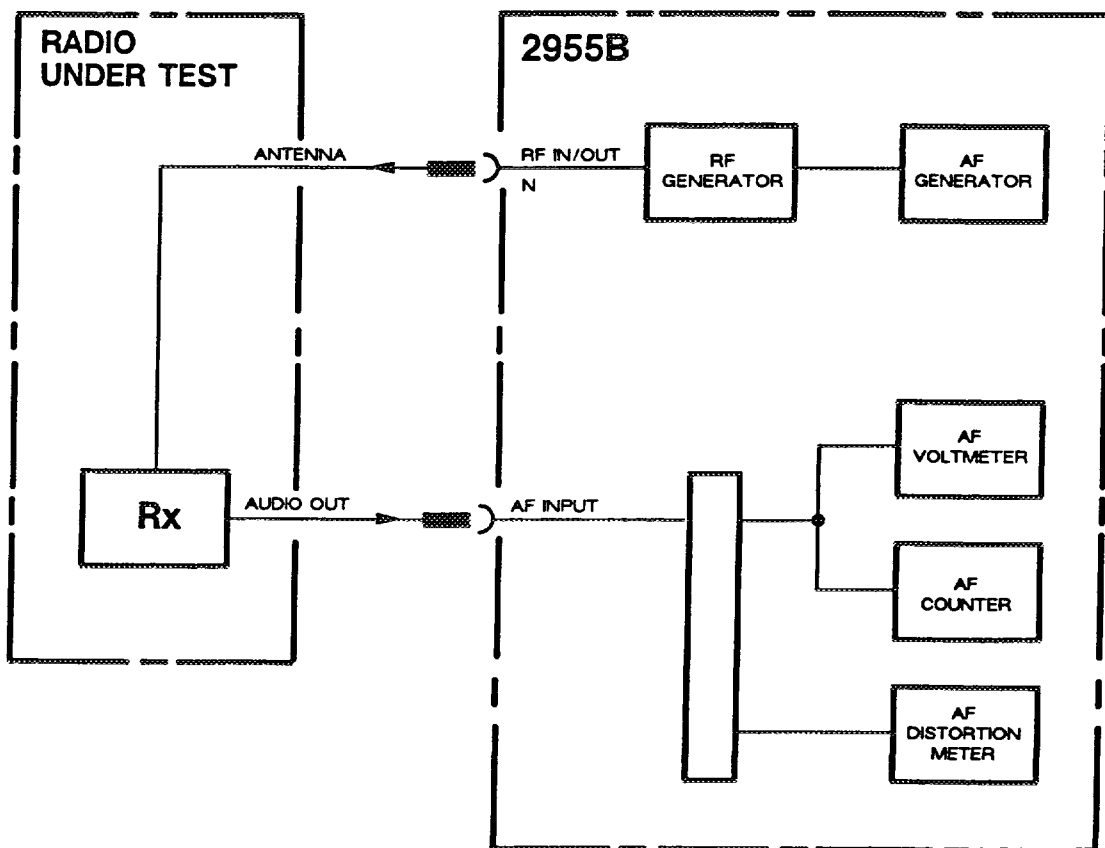 RADIO
UNDER TEST
2955B
ANTENNA
RF IN/OUT
N
RF
GENERATOR
AF
GENERATOR
AF
VOLTMETER
Rx
AUDIO OUT
AF INPUT
AF
COUNTER
AF
DISTORTION
METER